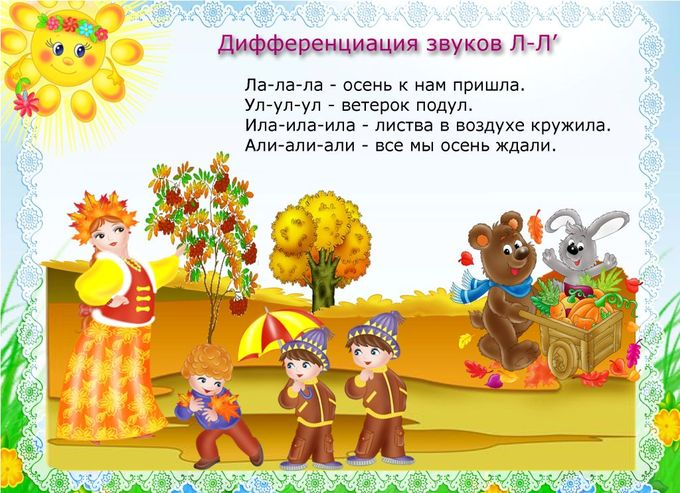 Дифференциация звуков Л-Л’
Ла-ла-ла - осень к нам пришла.
Ул-ул-ул - ветерок подул.
Ила-ила-ила - листва в воздухе кружила.
Али-али-али - все мы осень ждали.